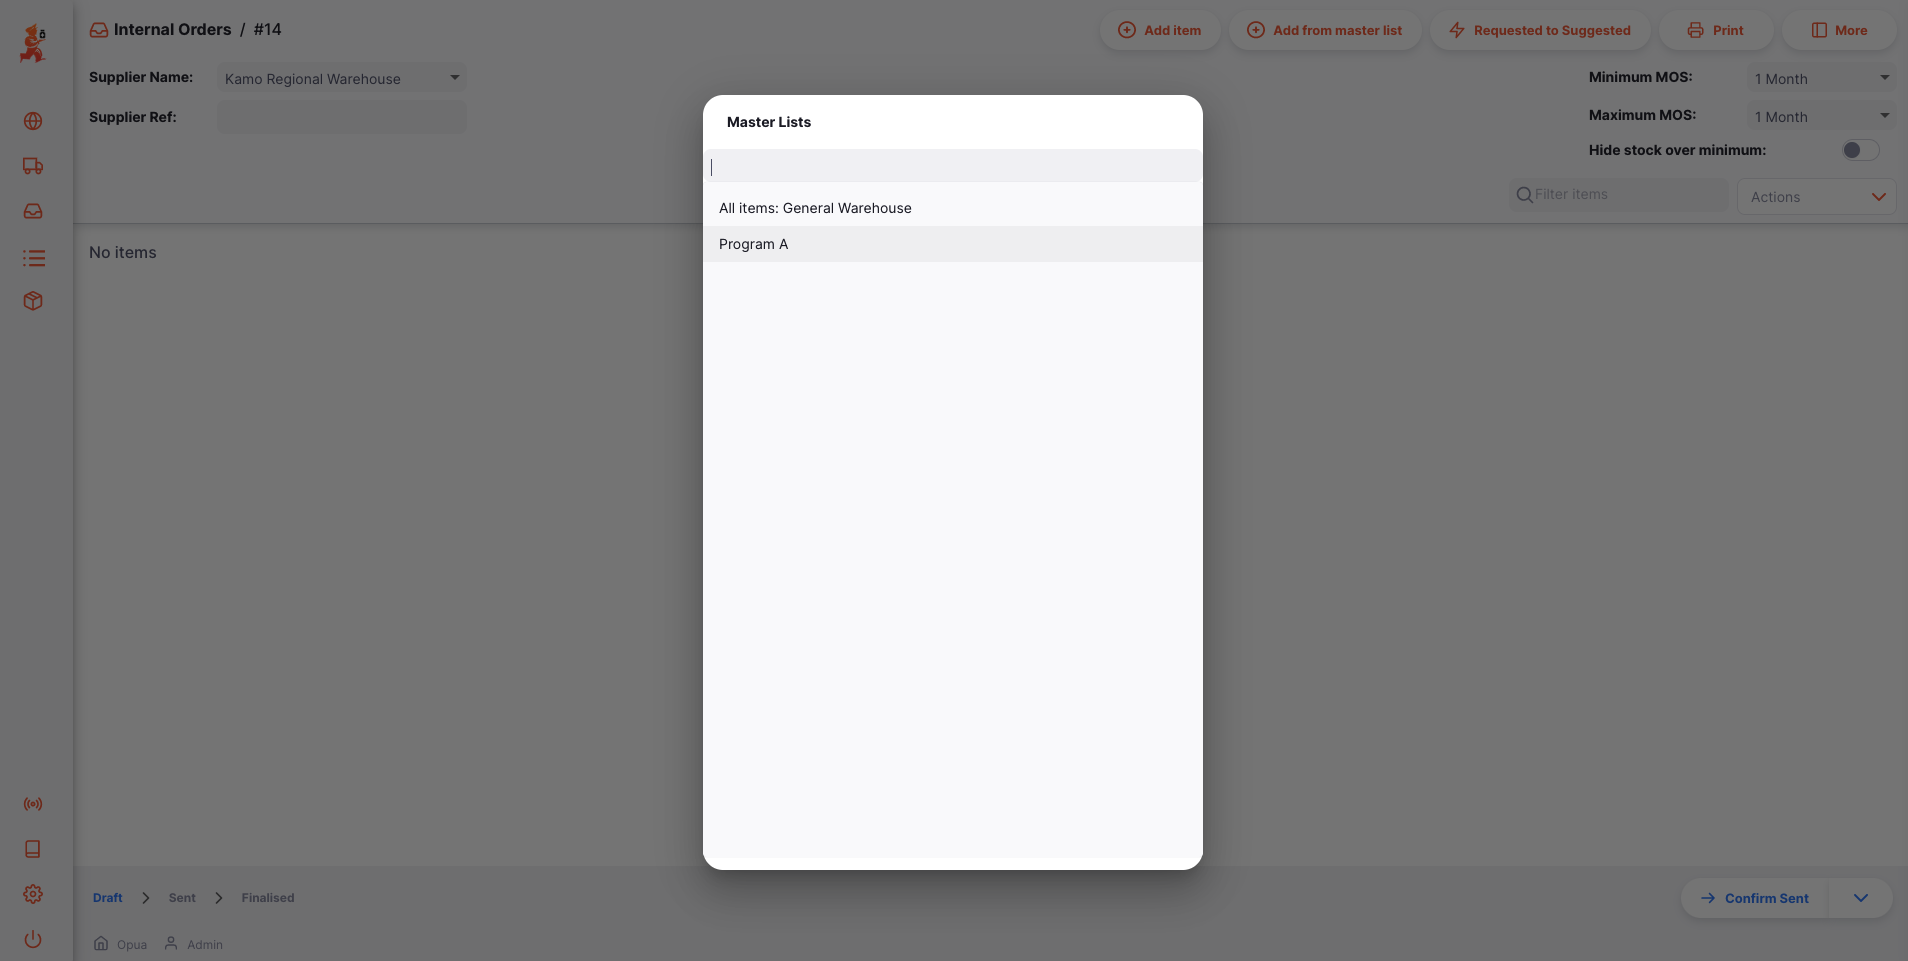 Internal Orders / #14
Add item
Add from master list
Requested to Suggested
Print
More
Supplier Name: Kamo Regional Warehouse
Supplier Ref:
Minimum MOS: 1 Month
Maximum MOS: 1 Month
Hide stock over minimum:
Filter items
Actions
No items
Master Lists
All items: General Warehouse
Program A
Draft
Sent
Finalised
Confirm Sent
Opua
Admin